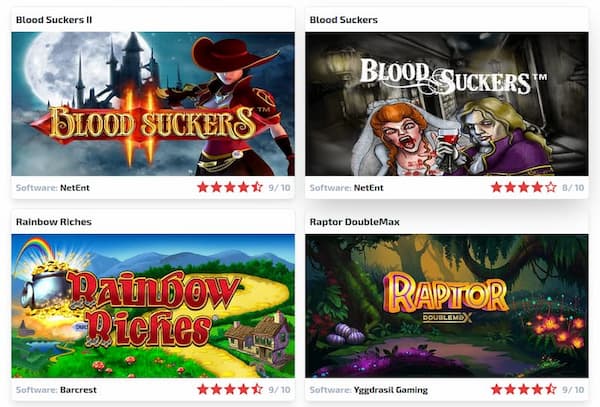 Blood Suckers II
BLOOD SUCKERS™
II
Software: NetEnt 9/10
Blood Suckers
BLOOD SUCKERS™
Software: NetEnt 8/10
Rainbow Riches
Rainbow
Riches®
Software: Barcrest 9/10
Raptor DoubleMax
RAPTOR
DOUBLEMAX
Software: Yggdrasil Gaming 9/10